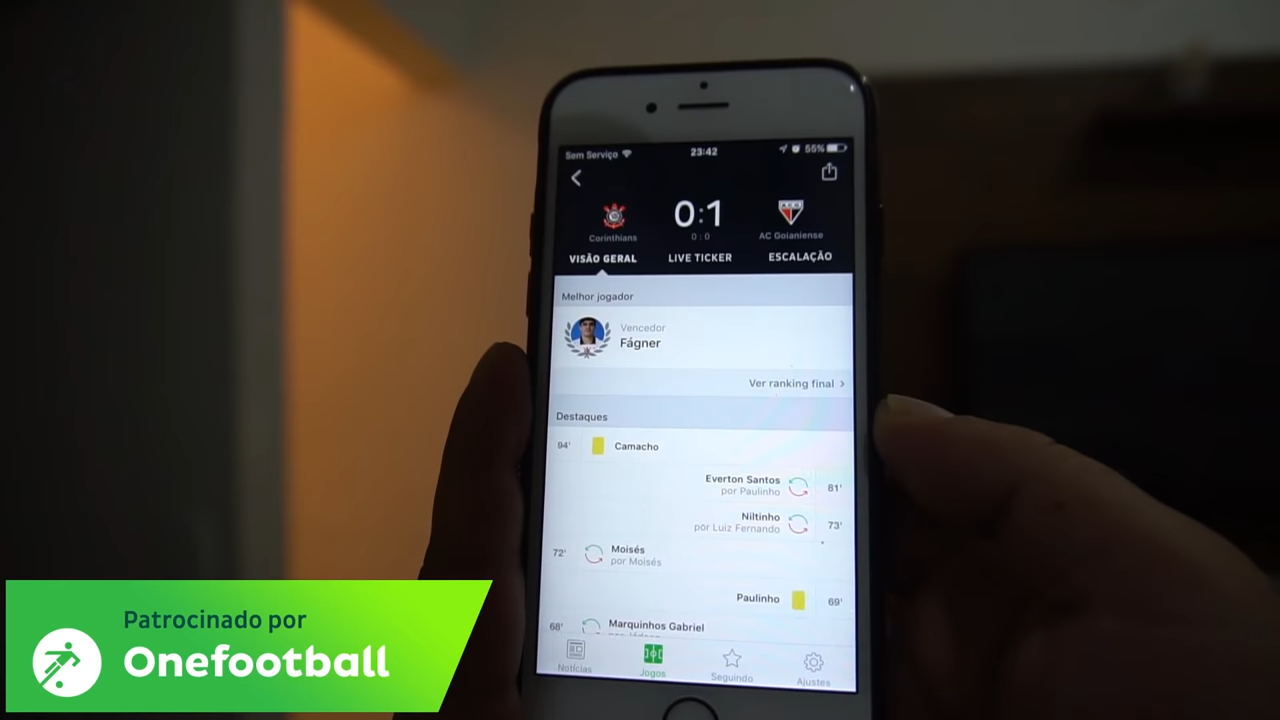 Sem Serviço
23:42
55%
0:1
0:0
Corinthians
AC Goianiense
VISÃO GERAL
LIVE TICKER
ESCALAÇÃO
Melhor jogador
Vencedor
Fágner
Ver ranking final >
Destaques
94' Camacho
Everton Santos 81'
por Paulinho
Niltinho 73'
por Luiz Fernando
72' Moisés
por Moisés
Paulinho 69'
68' Marquinhos Gabriel
Notícias
Jogos
Seguindo
Ajustes
Patrocinado por
Onefootball